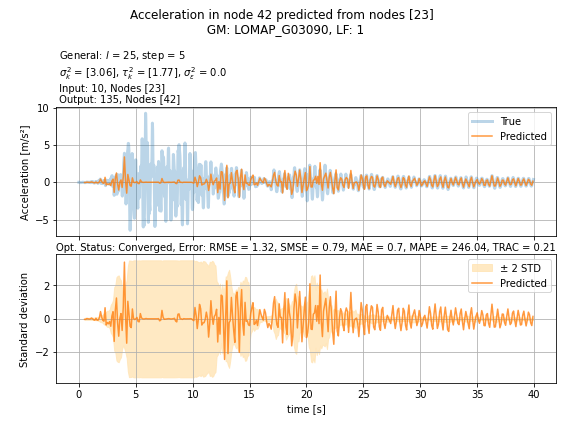 Acceleration in node 42 predicted from nodes [23]
GM: LOMAP_G03090, LF: 1
General: l = 25, step = 5
σ²ₖ = [3.06], τ²ₖ = [1.77], σ²ε = 0.0
Input: 10, Nodes [23]
Output: 135, Nodes [42]
Acceleration [m/s²]
10
5
0
−5
True
Predicted
Opt. Status: Converged, Error: RMSE = 1.32, SMSE = 0.79, MAE = 0.7, MAPE = 246.04, TRAC = 0.21
Standard deviation
2
0
−2
± 2 STD
Predicted
0 5 10 15 20 25 30 35 40
time [s]